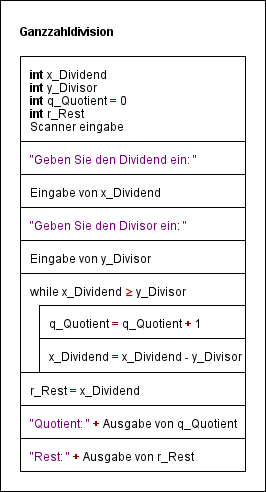 Ganzzahldivision
int x_Dividend
int y_Divisor
int q_Quotient = 0
int r_Rest
Scanner eingabe
"Geben Sie den Dividend ein: "
Eingabe von x_Dividend
"Geben Sie den Divisor ein: "
Eingabe von y_Divisor
while x_Dividend ≥ y_Divisor
q_Quotient = q_Quotient + 1
x_Dividend = x_Dividend - y_Divisor
r_Rest = x_Dividend
"Quotient: " + Ausgabe von q_Quotient
"Rest: " + Ausgabe von r_Rest